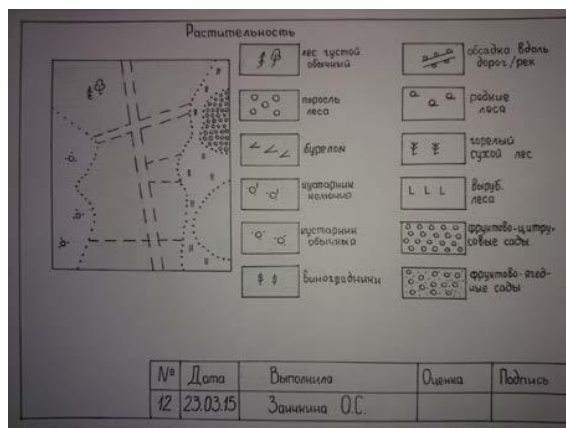 Растительность
лес густой
обычный
поросль
леса
бурелом
кустарник
колючий
кустарник
обычный
виноградники
обсадка вдоль
дорог/рек
редкие
леса
горелый
сухой лес
выруб.
леса
фруктово-цитру-
совые сады
фруктово-ягод-
ные сады
№ Дата Выполнила Оценка Подпись
12 23.03.15 Заикина О.С.